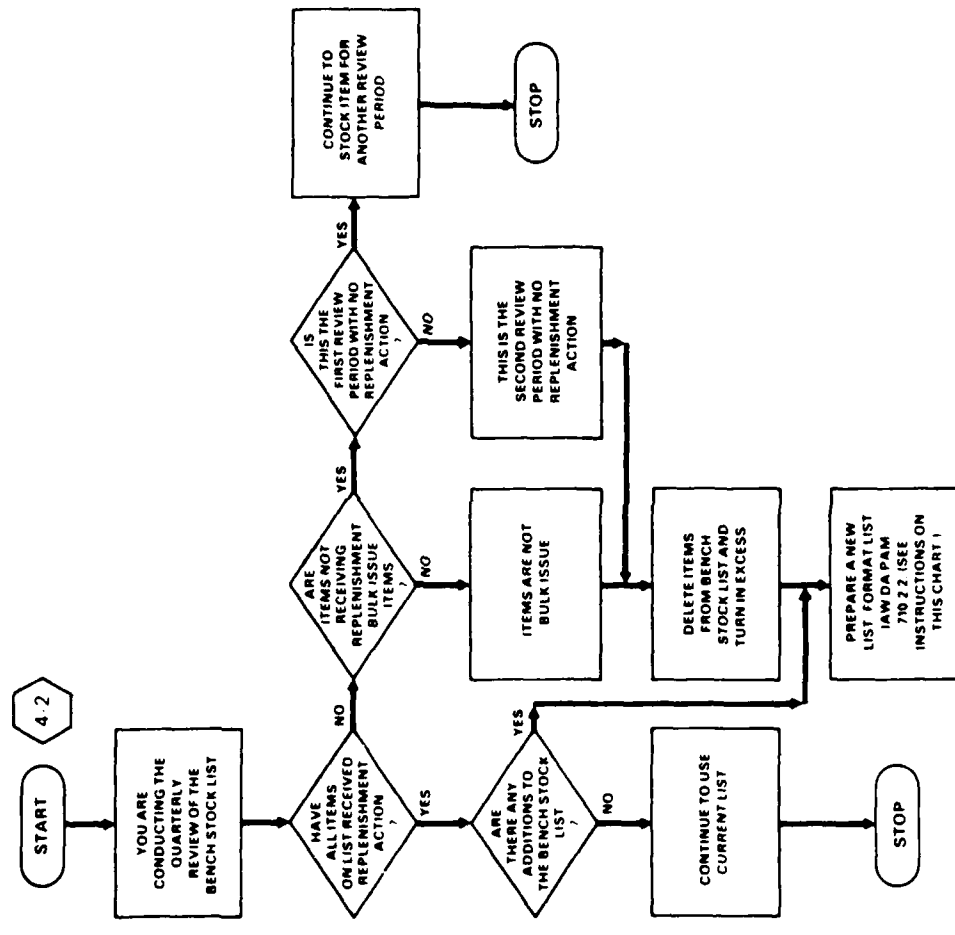 4-2
START
YOU ARE
CONDUCTING THE
QUARTERLY
REVIEW OF THE
BENCH STOCK LIST
HAVE
ALL ITEMS
ON LIST RECEIVED
REPLENISHMENT
ACTION
?
NO
YES
ARE
ITEMS NOT
RECEIVING
REPLENISHMENT
BULK ISSUE
ITEMS
?
YES
NO
IS
THIS THE
FIRST REVIEW
PERIOD WITH NO
REPLENISHMENT
ACTION
?
YES
NO
CONTINUE TO
STOCK ITEM FOR
ANOTHER REVIEW
PERIOD
STOP
ARE
THERE ANY
ADDITIONS TO
THE BENCH STOCK
LIST
?
YES
NO
ITEMS ARE NOT
BULK ISSUE
THIS IS THE
SECOND REVIEW
PERIOD WITH NO
REPLENISHMENT
ACTION
CONTINUE TO USE
CURRENT LIST
STOP
DELETE ITEMS
FROM BENCH
STOCK LIST AND
TURN IN EXCESS
PREPARE A NEW
LIST FORMAT LIST
IAW DA PAM
710 2 2 (SEE
INSTRUCTIONS ON
THIS CHART)